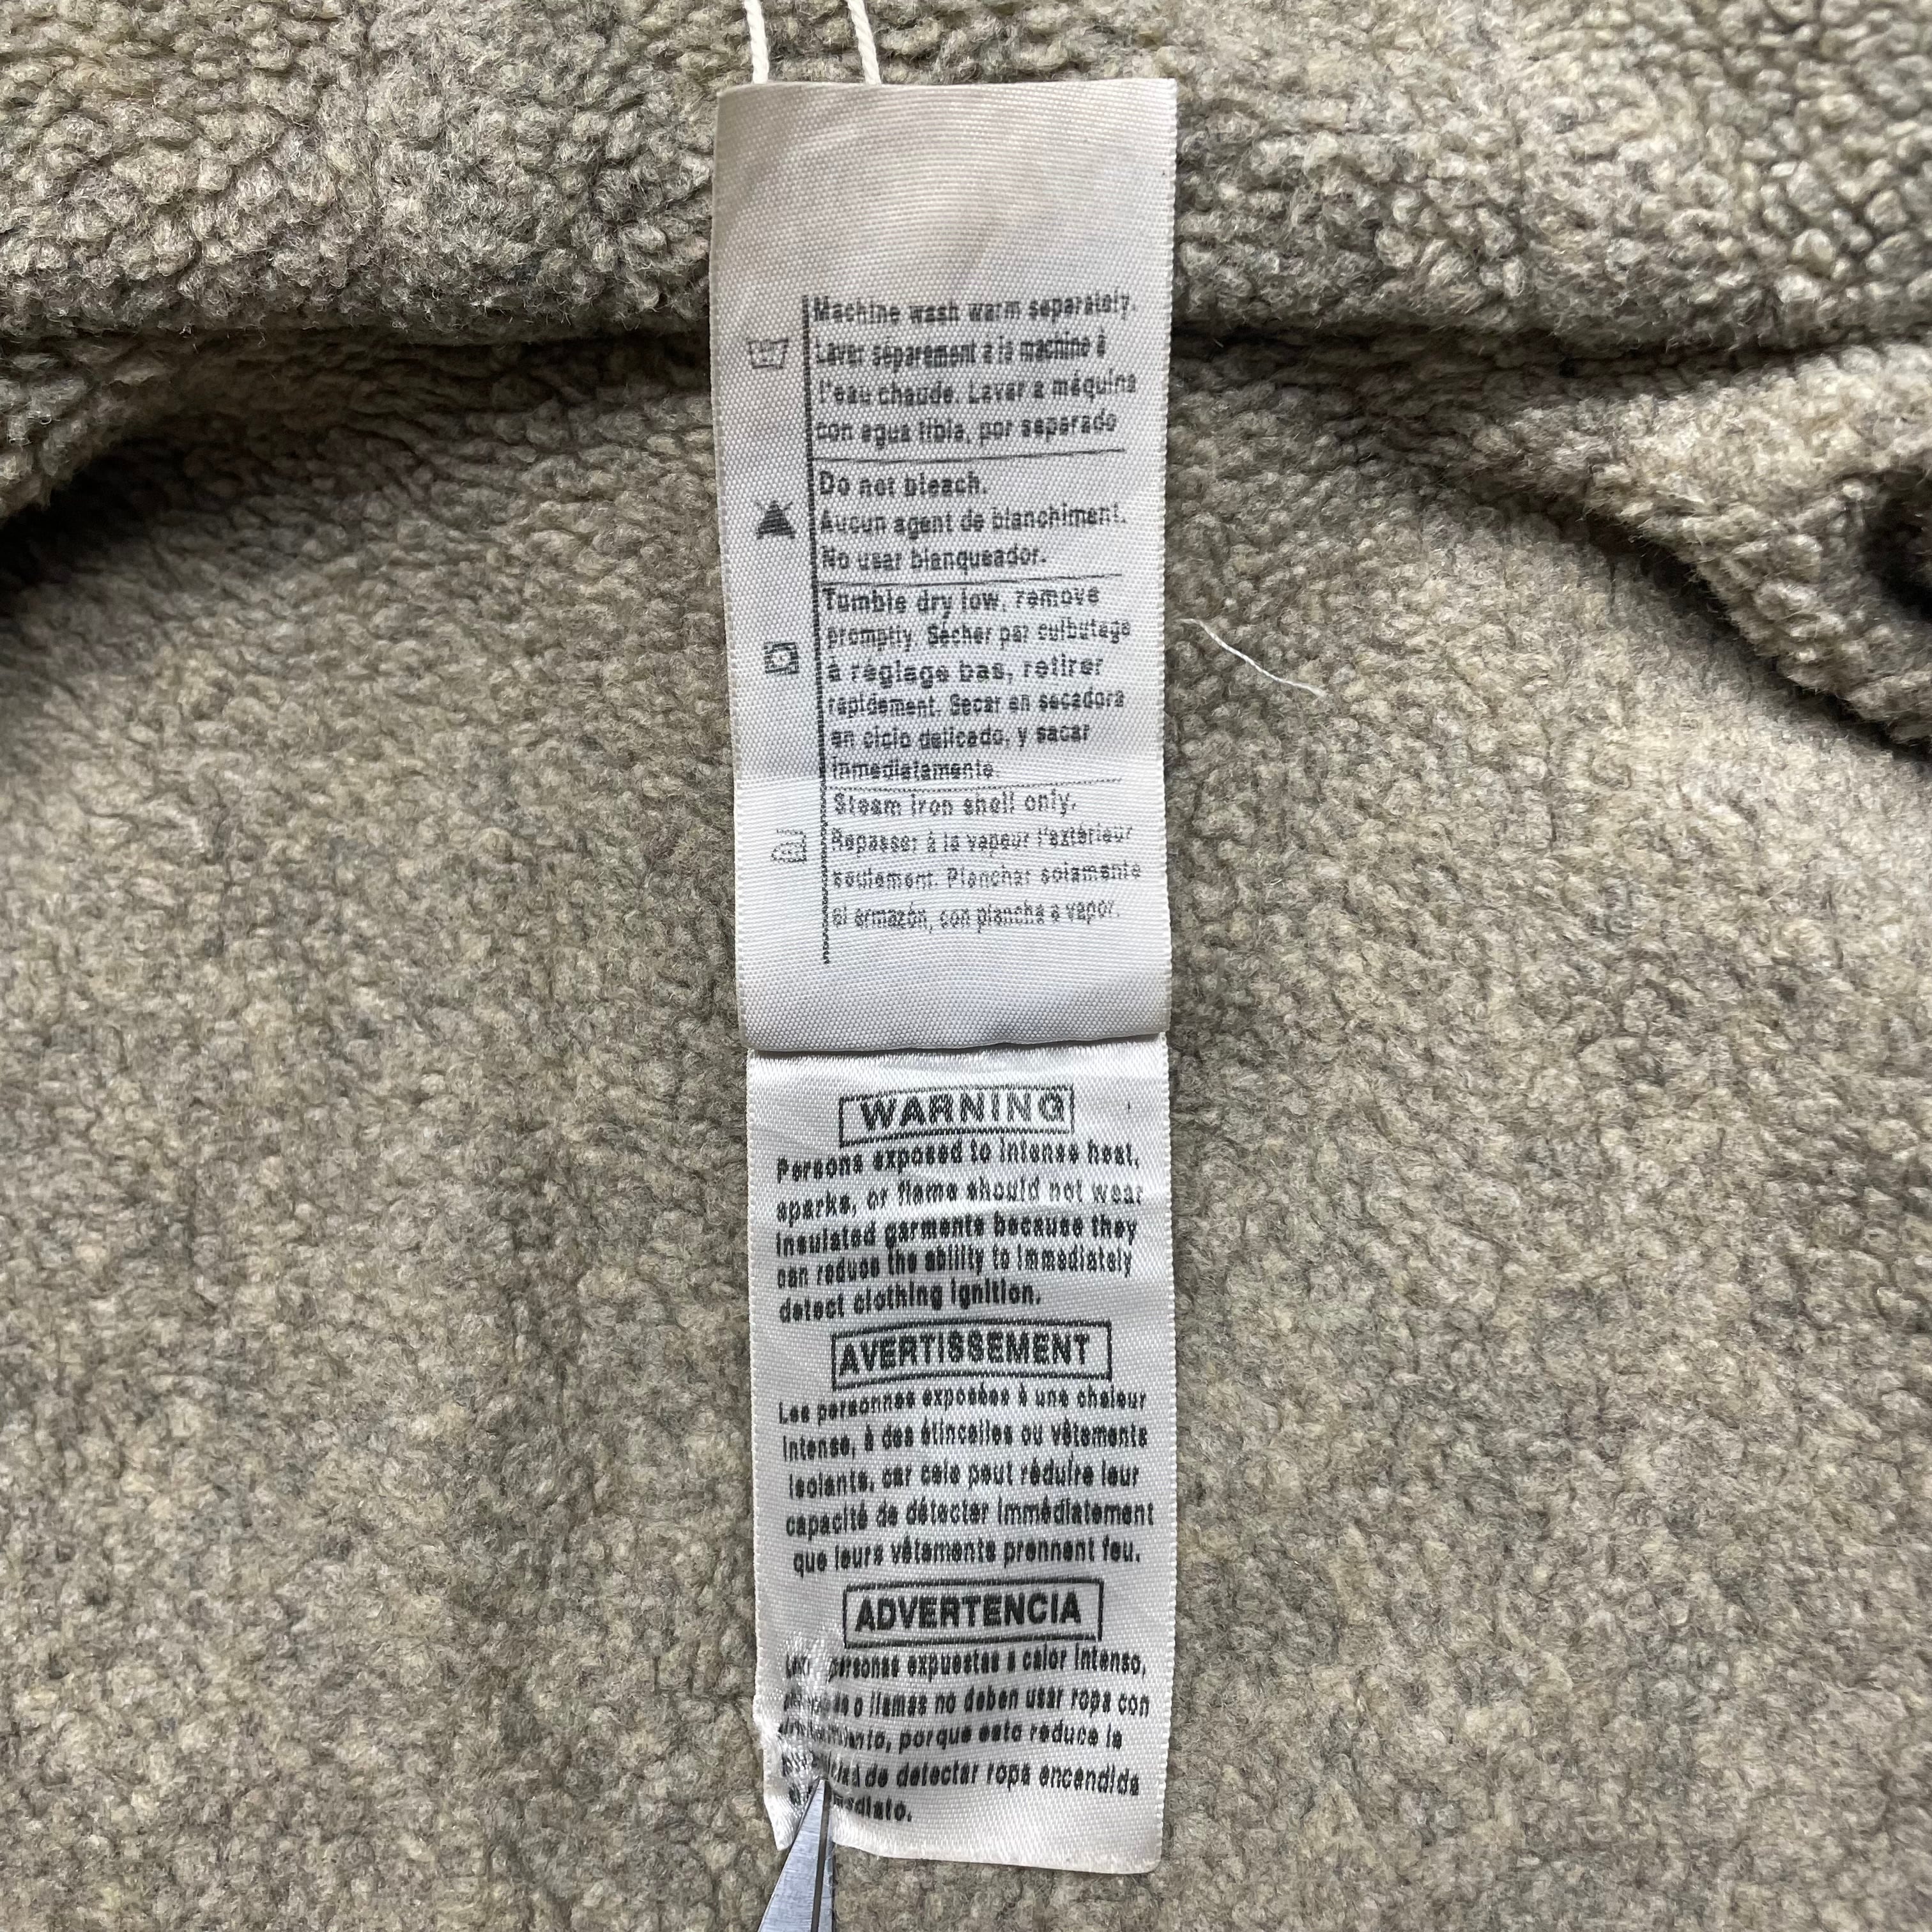 Machine wash warm separately.
Laver séparément à la machine à
l'eau chaude. Lavar a máquina
con agua tibia, por separado
Do not bleach.
Aucun agent de blanchiment.
No usar blanqueador.
Tumble dry low, remove
promptly. Sécher par culbutage
à réglage bas, retirer
rapidement. Secar en secadora
en ciclo delicado, y sacar
inmediatamente.
Steam iron shell only.
Repasser à la vapeur l'extérieur
seulement. Planchar solamente
el armazón, con plancha a vapor.
WARNING
Persons exposed to intense heat,
sparks, or flame should not wear
insulated garments because they
can reduce the ability to immediately
detect clothing ignition.
AVERTISSEMENT
Les personnes exposées à une chaleur
intense, à des étincelles ou vêtements
isolants, car cela peut réduire leur
capacité de détecter immédiatement
que leurs vêtements prennent feu.
ADVERTENCIA
personas expuestas a calor intenso,
o llamas no deben usar ropa con
porque esto reduce la
de detectar ropa encendida